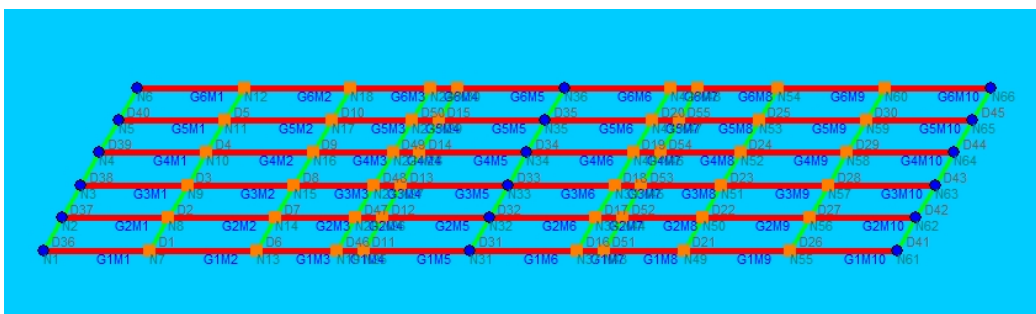 G6M1 G6M2 G6M3 G6M5 G6M6 G6M8 G6M9 G6M10
N6 N12 N18 N36 N54 N60 N66
D40 D5 D10 D50 D15 D35 D20 D55 D25 D30 D45
G5M1 G5M2 G5M3 G5M5 G5M6 G5M8 G5M9 G5M10
N5 N11 N17 N35 N53 N59 N65
D39 D4 D9 D49 D14 D34 D19 D54 D24 D29 D44
G4M1 G4M2 G4M3 G4M5 G4M6 G4M8 G4M9 G4M10
N4 N10 N16 N34 N52 N58 N64
D38 D3 D8 D48 D13 D33 D18 D53 D23 D28 D43
G3M1 G3M2 G3M3 G3M5 G3M6 G3M8 G3M9 G3M10
N3 N9 N15 N33 N51 N57 N63
D37 D2 D7 D47 D12 D32 D17 D52 D22 D27 D42
G2M1 G2M2 G2M3 G2M5 G2M6 G2M8 G2M9 G2M10
N2 N8 N14 N32 N50 N56 N62
D36 D1 D6 D46 D11 D31 D16 D51 D21 D26 D41
G1M1 G1M2 G1M3 G1M5 G1M6 G1M8 G1M9 G1M10
N1 N7 N13 N31 N49 N55 N61